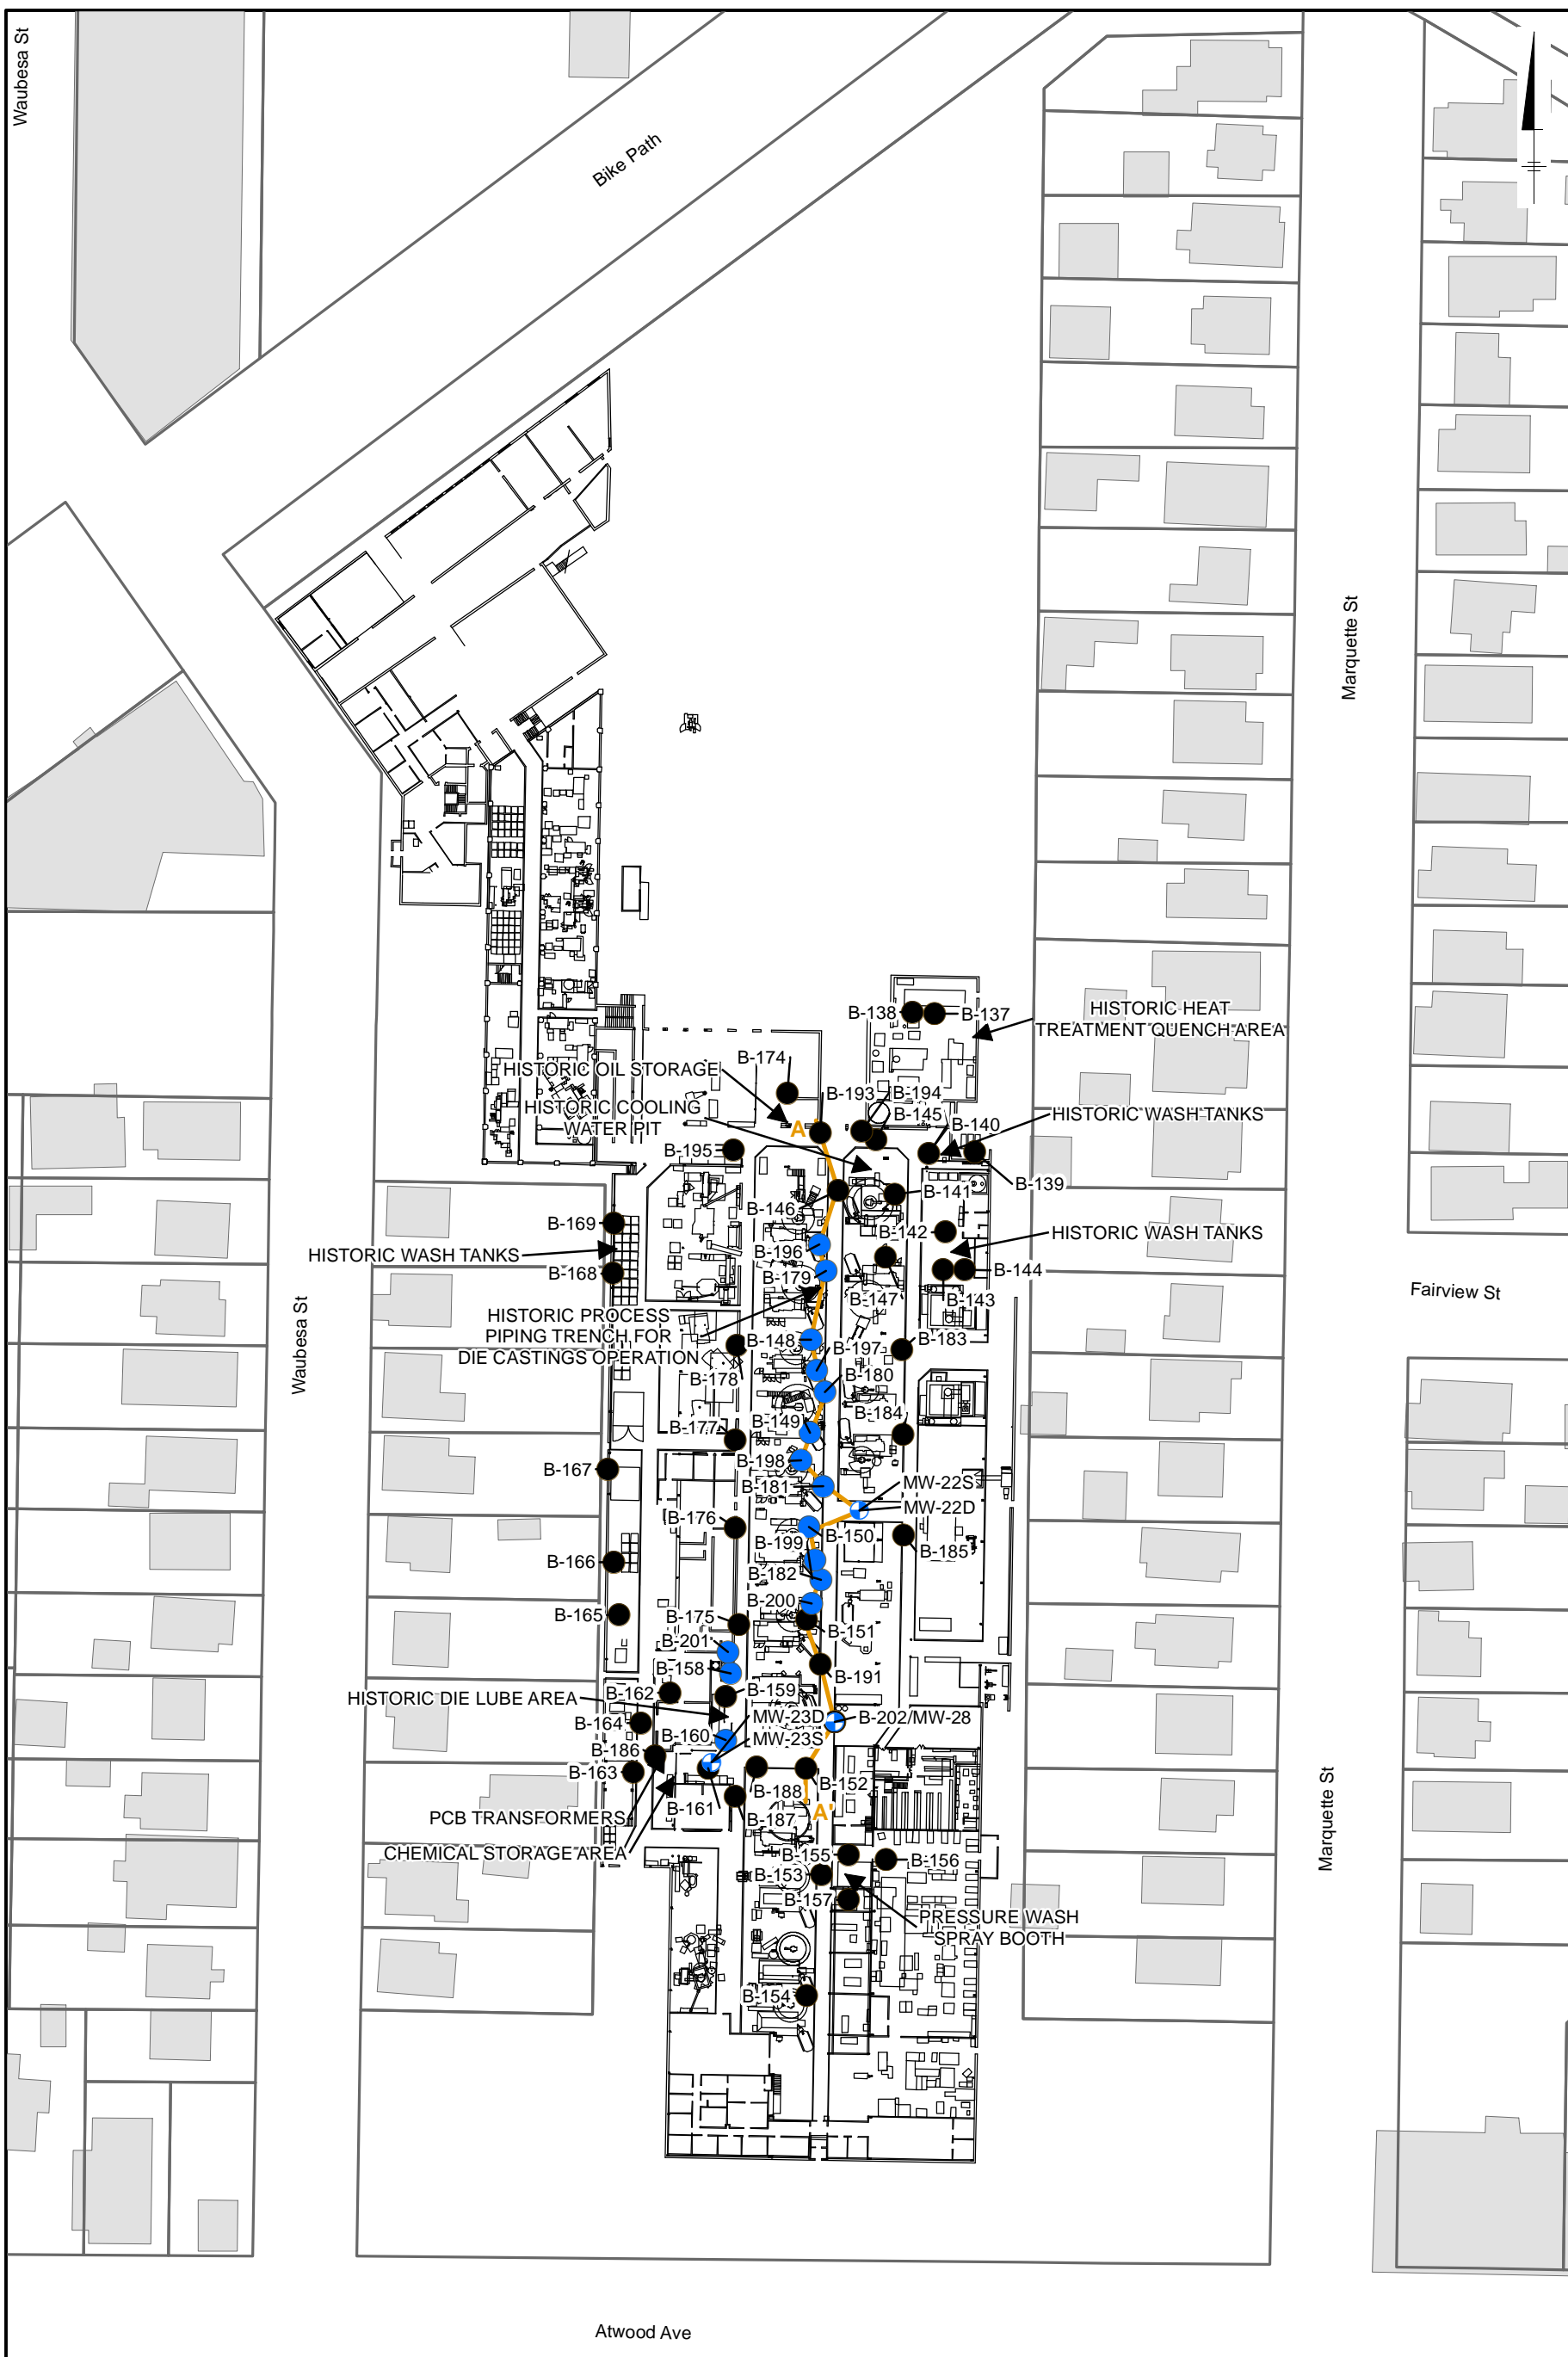 Waubesa St
Bike Path
Marquette St
B-138
B-137
HISTORIC HEAT
TREATMENT QUENCH AREA
B-174
HISTORIC OIL STORAGE
B-193
B-194
HISTORIC COOLING
WATER PIT
B-145
B-140
HISTORIC WASH TANKS
A
B-195
B-139
B-141
B-146
B-169
B-142
HISTORIC WASH TANKS
B-196
HISTORIC WASH TANKS
B-168
B-179
B-144
Fairview St
B-147
B-143
HISTORIC PROCESS
PIPING TRENCH FOR
DIE CASTINGS OPERATION
B-148
B-183
B-197
Waubesa St
B-178
B-180
B-149
B-184
B-177
B-198
B-167
B-181
MW-22S
MW-22D
B-176
B-150
B-199
B-185
B-166
B-182
B-200
B-165
B-175
B-151
B-201
B-158
B-191
B-162
B-159
HISTORIC DIE LUBE AREA
MW-23D
B-202/MW-28
B-164
B-160
MW-23S
B-186
B-163
B-188
B-152
B-161
A'
PCB TRANSFORMERS
B-187
Marquette St
CHEMICAL STORAGE AREA
B-155
B-156
B-153
B-157
PRESSURE WASH
SPRAY BOOTH
B-154
Atwood Ave